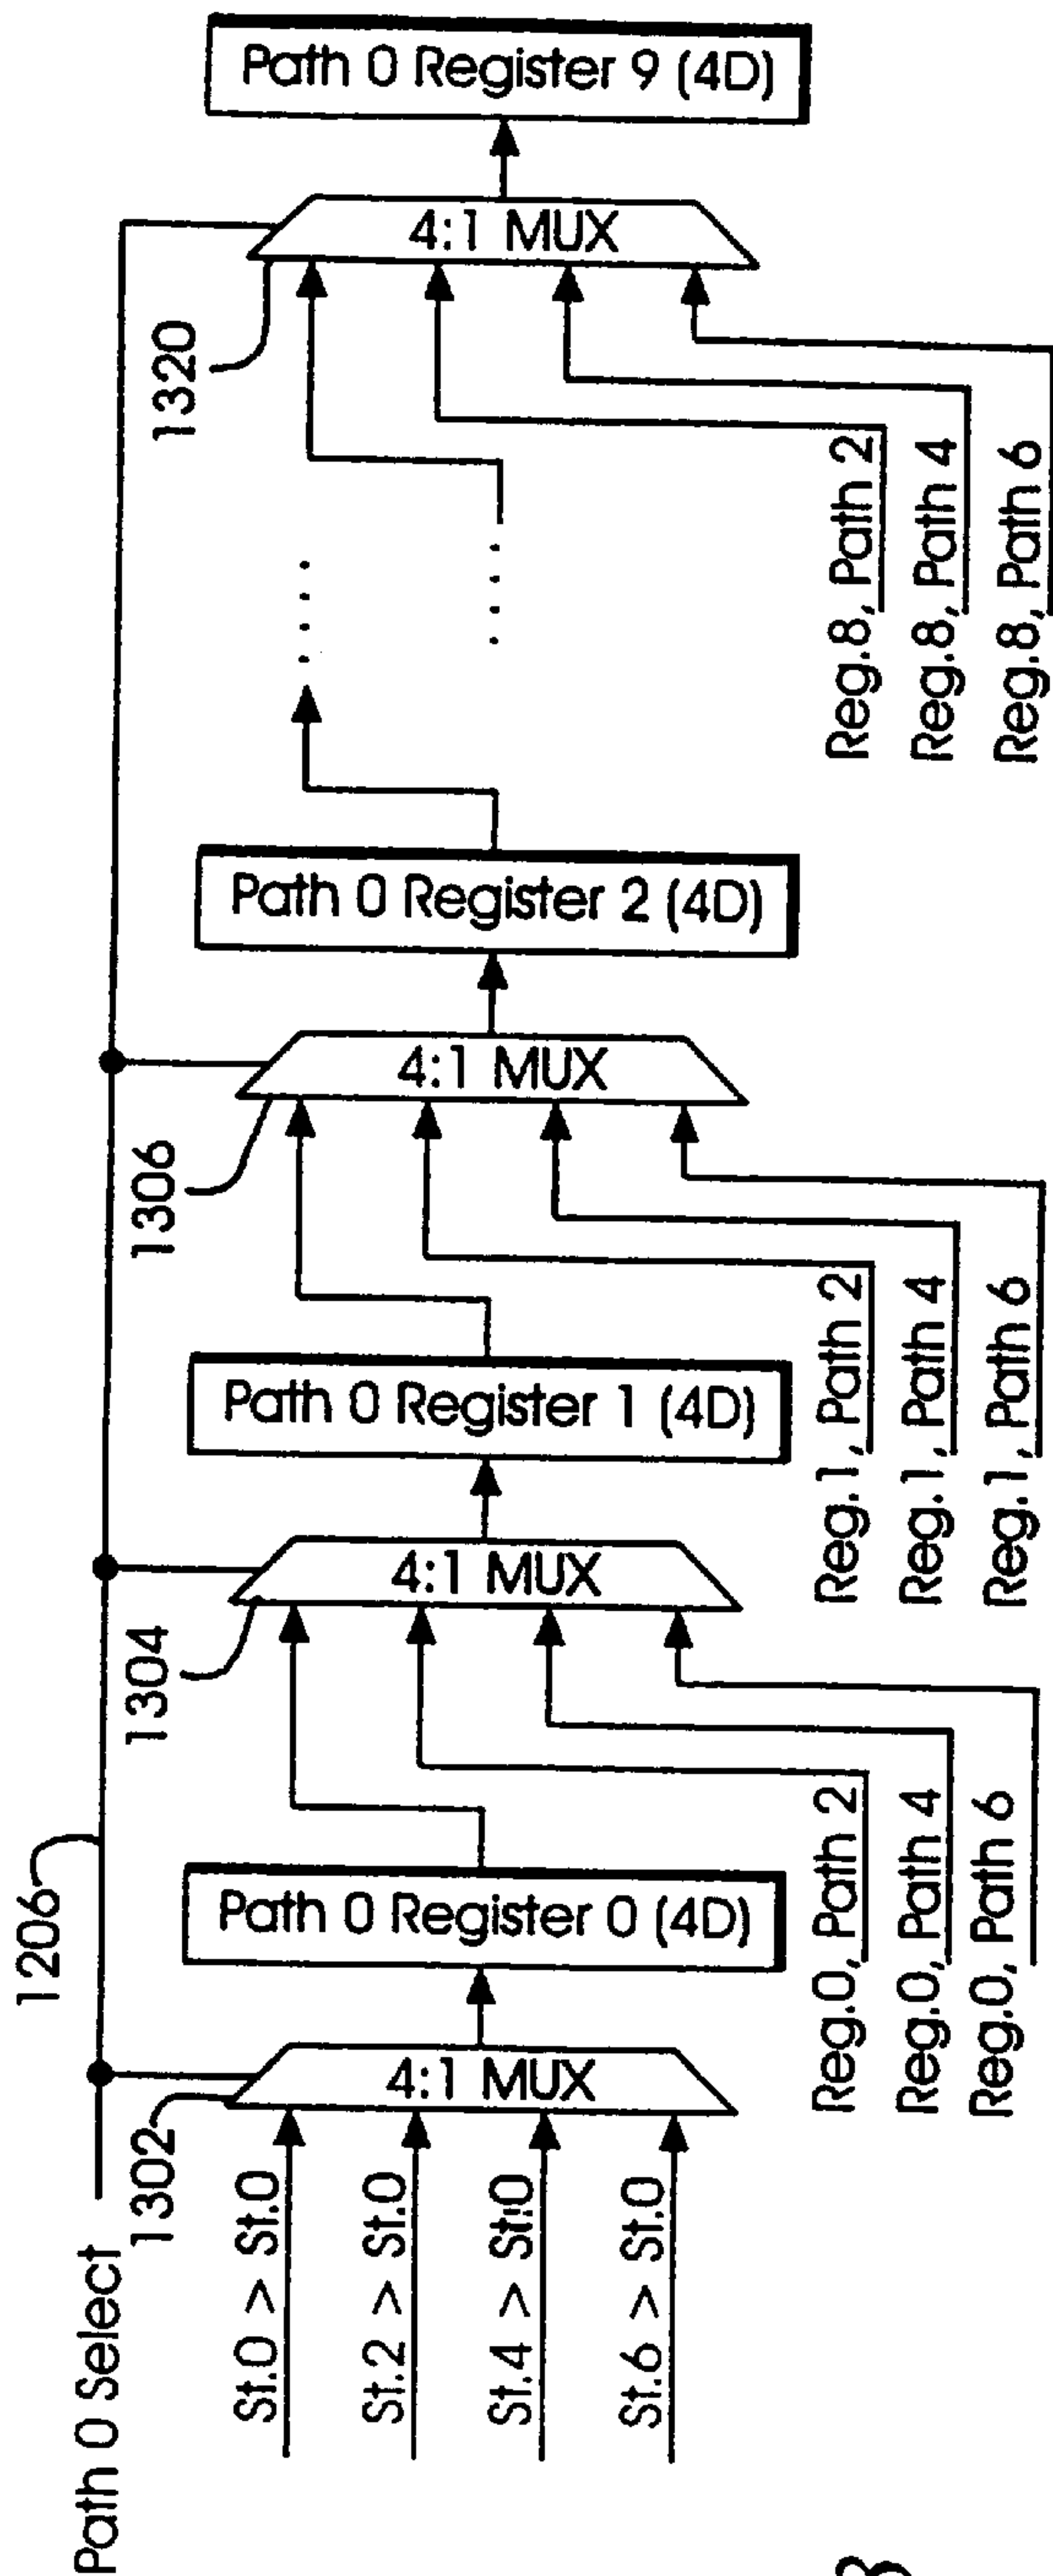 Path 0 Select
1206
1302
1304
1306
1320
St.0 > St.0
St.2 > St.0
St.4 > St.0
St.6 > St.0
4:1 MUX
Path 0 Register 0 (4D)
Reg.0, Path 2
Reg.0, Path 4
Reg.0, Path 6
4:1 MUX
Path 0 Register 1 (4D)
Reg.1, Path 2
Reg.1, Path 4
Reg.1, Path 6
4:1 MUX
Path 0 Register 2 (4D)
Reg.8, Path 2
Reg.8, Path 4
Reg.8, Path 6
4:1 MUX
Path 0 Register 9 (4D)